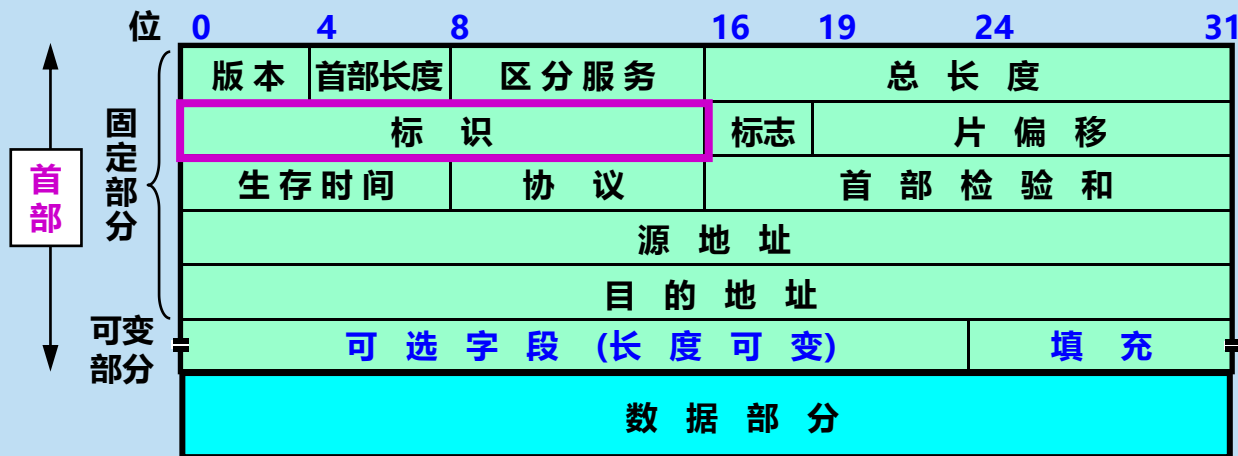 位 0 4 8 16 19 24 31
版本 首部长度 区分服务 总长度
标识 标志 片偏移
生存时间 协议 首部检验和
源地址
目的地址
可选字段 (长度可变) 填充
数据部分
首部
固定部分
可变
部分